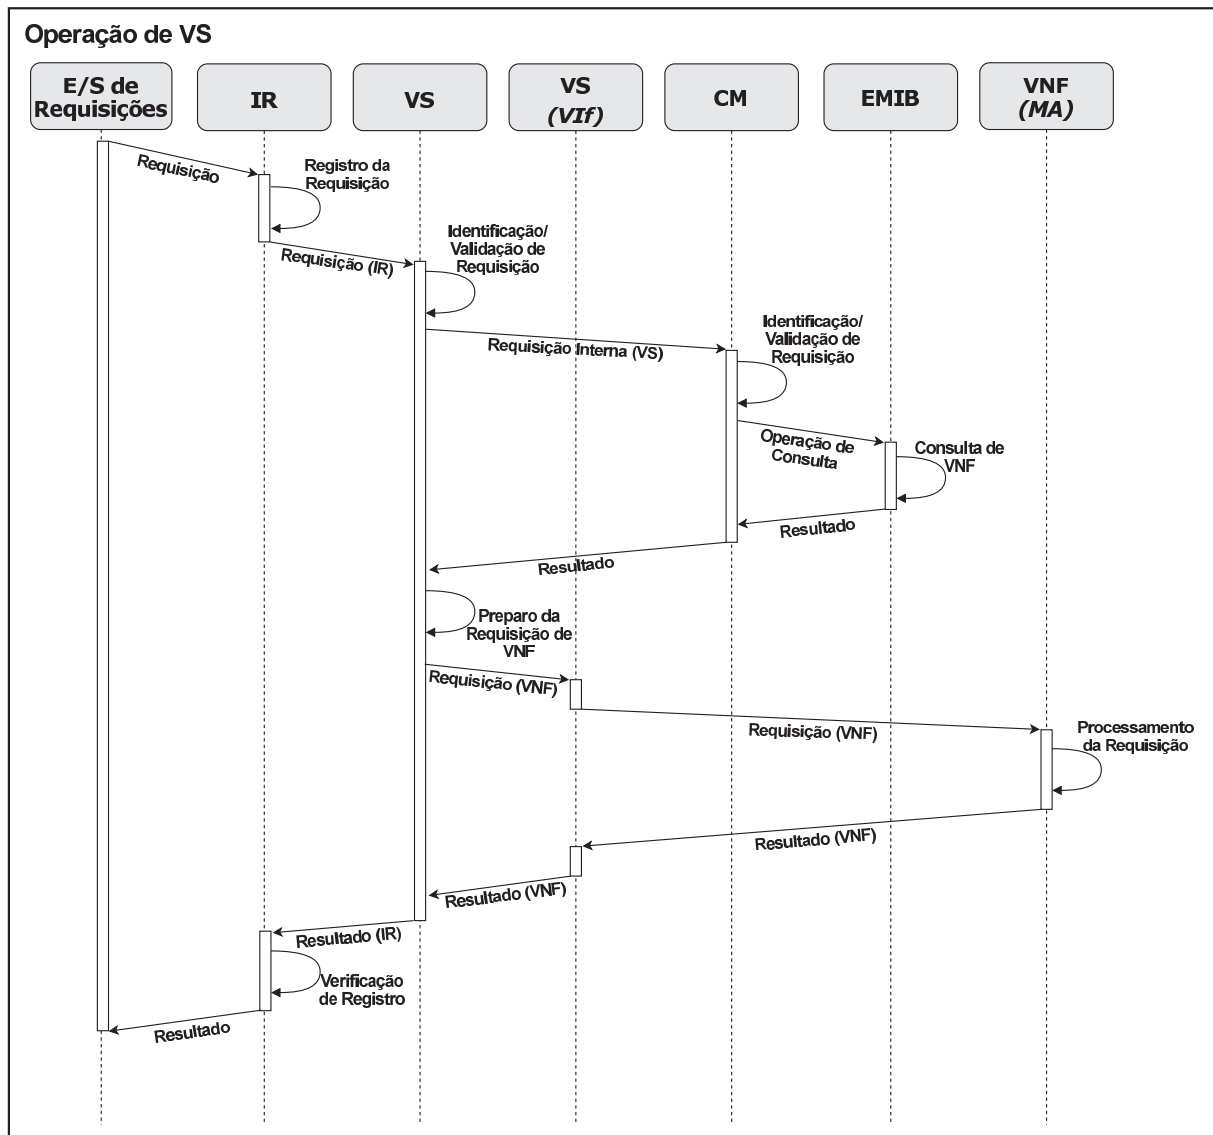 Operação de VS
E/S de
Requisições
IR
VS
VS
(VIf)
CM
EMIB
VNF
(MA)
Requisição
Registro da
Requisição
Requisição (IR)
Identificação/
Validação de
Requisição
Requisição Interna (VS)
Identificação/
Validação de
Requisição
Operação de
Consulta
Consulta de
VNF
Resultado
Resultado
Preparo da
Requisição de
VNF
Requisição (VNF)
Requisição (VNF)
Processamento
da Requisição
Resultado (VNF)
Resultado (VNF)
Resultado (IR)
Verificação
de Registro
Resultado